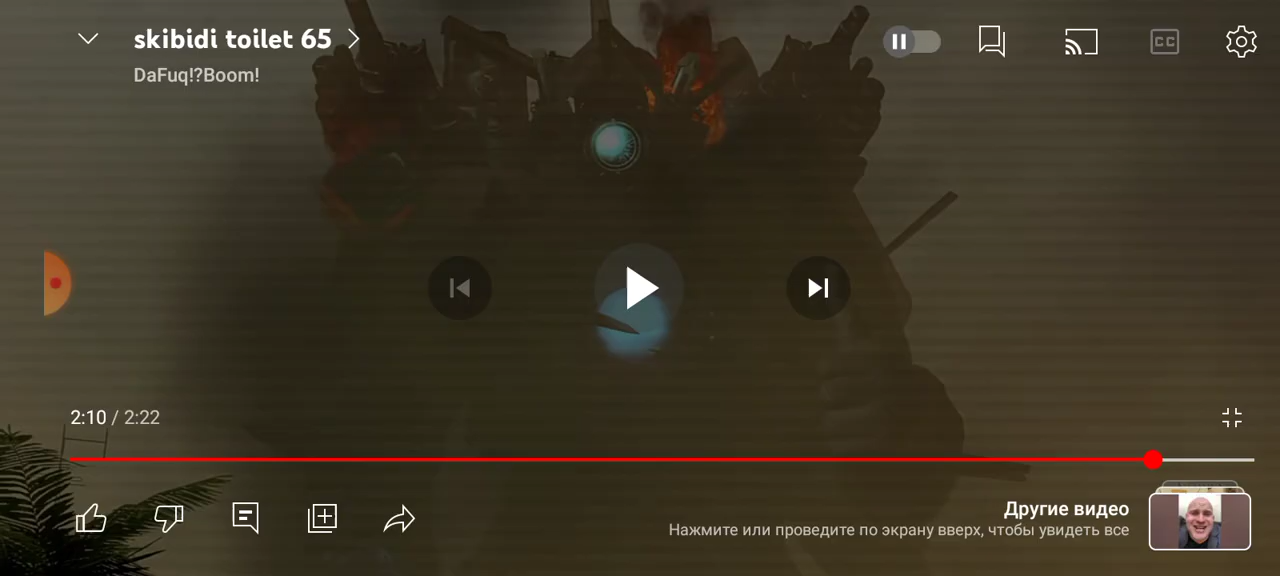 skibidi toilet 65
DaFuq!?Boom!
CC
2:10 / 2:22
Другие видео
Нажмите или проведите по экрану вверх, чтобы увидеть все